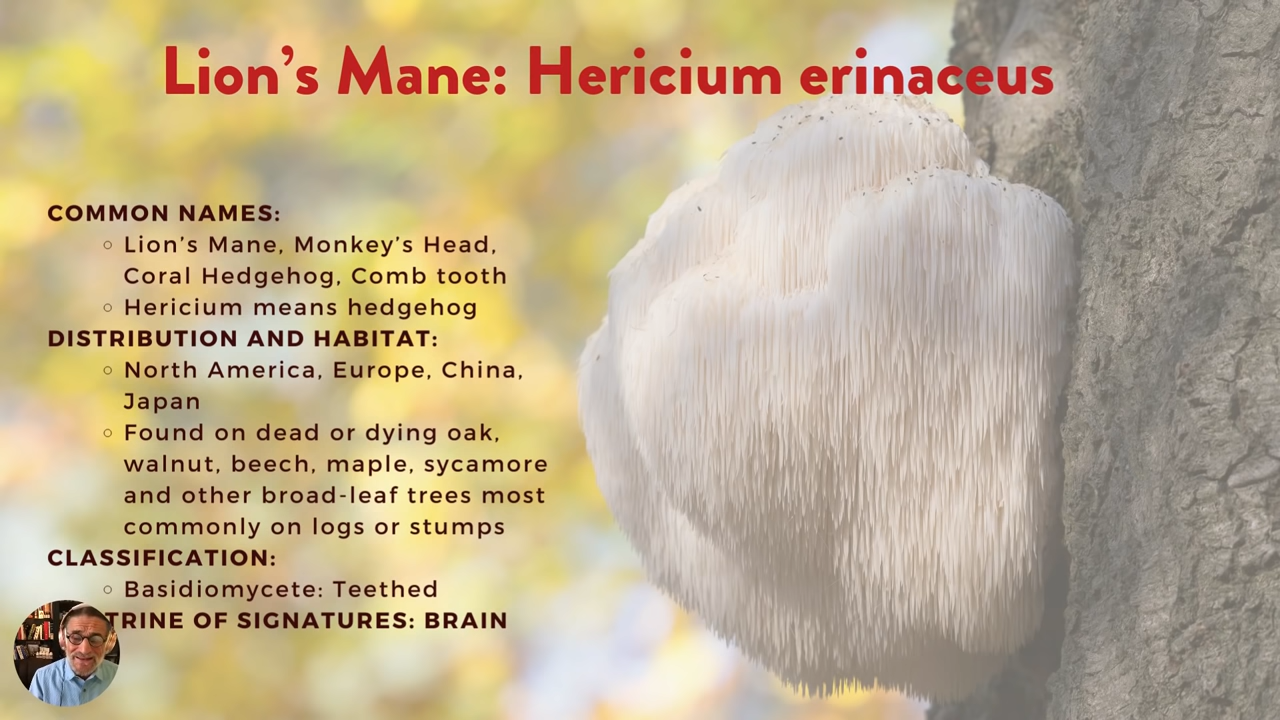 Lion's Mane: Hericium erinaceus
COMMON NAMES:
Lion's Mane, Monkey's Head,
Coral Hedgehog, Comb tooth
Hericium means hedgehog
DISTRIBUTION AND HABITAT:
North America, Europe, China,
Japan
Found on dead or dying oak,
walnut, beech, maple, sycamore
and other broad-leaf trees most
commonly on logs or stumps
CLASSIFICATION:
Basidiomycete: Teethed
TRINE OF SIGNATURES: BRAIN